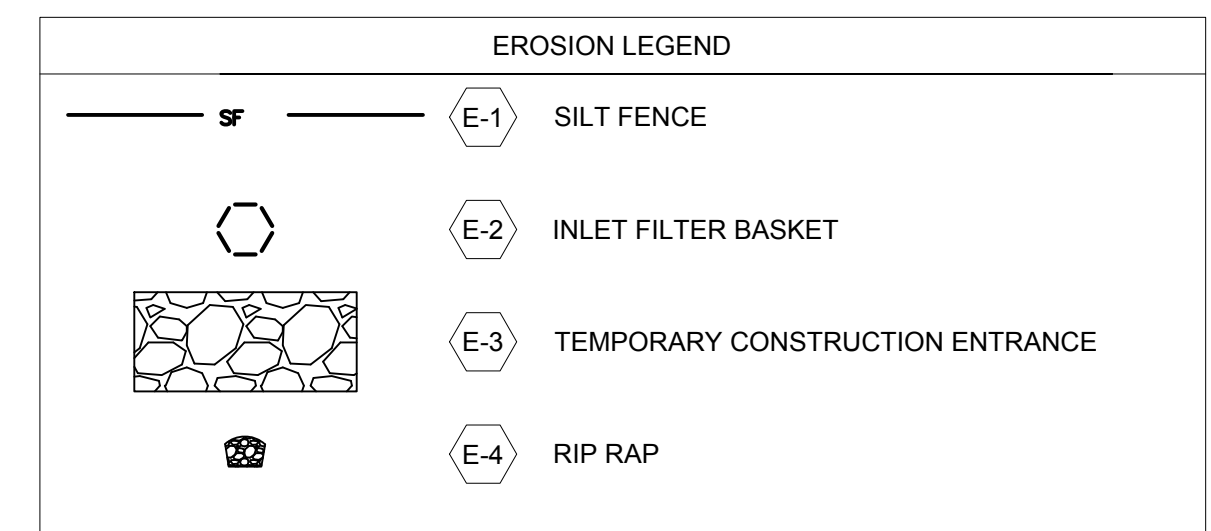 EROSION LEGEND
SF E-1 SILT FENCE
E-2 INLET FILTER BASKET
E-3 TEMPORARY CONSTRUCTION ENTRANCE
E-4 RIP RAP